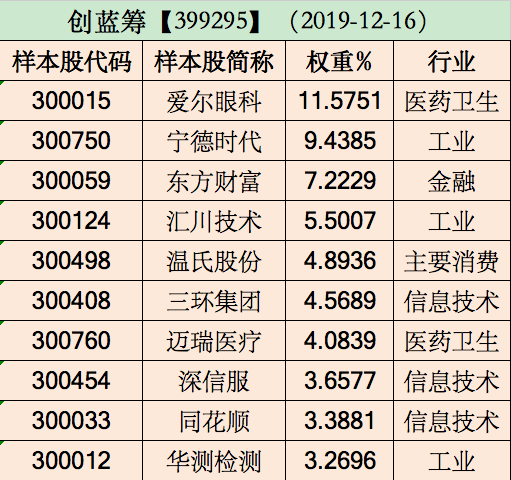 创蓝筹【399295】（2019-12-16）
样本股代码 样本股简称 权重% 行业
300015 爱尔眼科 11.5751 医药卫生
300750 宁德时代 9.4385 工业
300059 东方财富 7.2229 金融
300124 汇川技术 5.5007 工业
300498 温氏股份 4.8936 主要消费
300408 三环集团 4.5689 信息技术
300760 迈瑞医疗 4.0839 医药卫生
300454 深信服 3.6577 信息技术
300033 同花顺 3.3881 信息技术
300012 华测检测 3.2696 工业